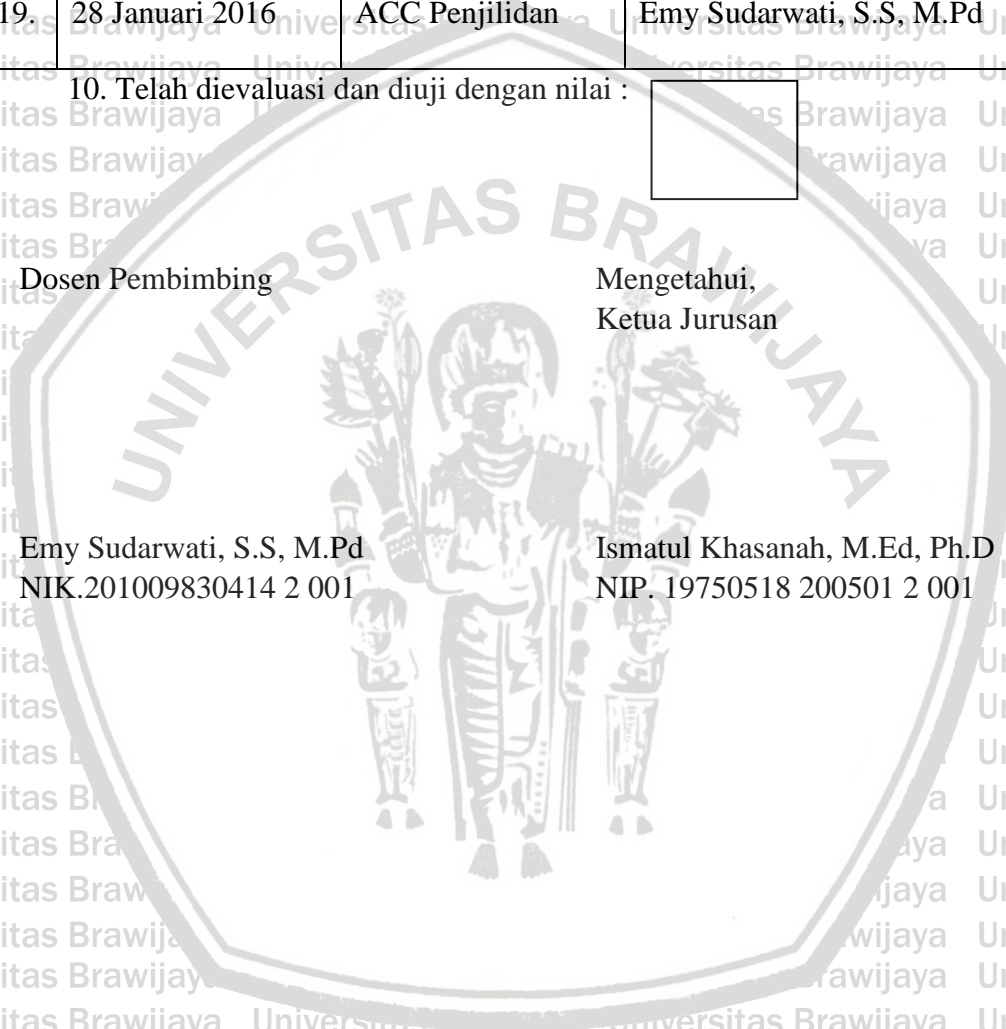 19. 28 Januari 2016 ACC Penjilidan Emy Sudarwati, S.S, M.Pd
10. Telah dievaluasi dan diuji dengan nilai :
UNIVERSITAS BRAWIJAYA
Dosen Pembimbing Mengetahui,
Ketua Jurusan
Emy Sudarwati, S.S, M.Pd Ismatul Khasanah, M.Ed, Ph.D
NIK.201009830414 2 001 NIP. 19750518 200501 2 001